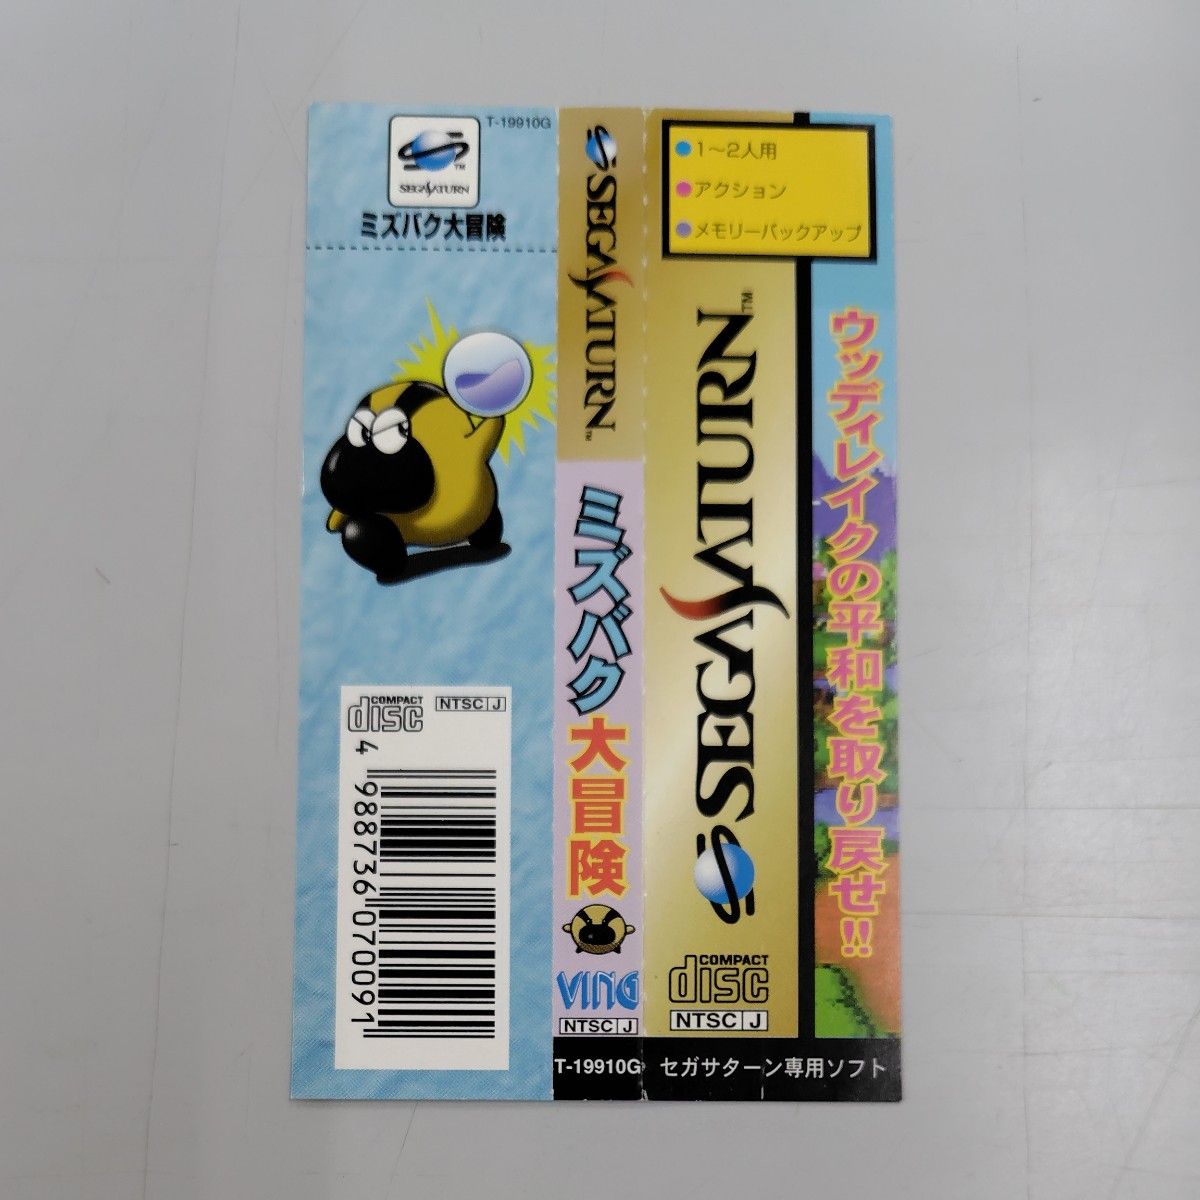 T-19910G
SEGA SATURN
TM
ミズバク大冒険
COMPACT
disc
NTSC J
4 988736 070091
SEGA SATURN
TM
ミズバク大冒険
VING
NTSC J
T-19910G
1〜2人用
アクション
メモリーバックアップ
SEGA SATURN
TM
COMPACT
disc
NTSC J
セガサターン専用ソフト
ウッディレイクの平和を取り戻せ!!